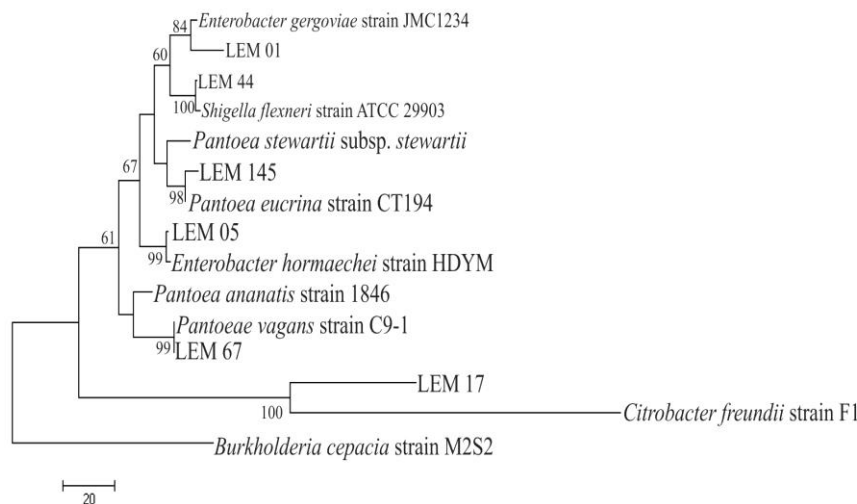 Enterobacter gergoviae strain JMC1234
84
LEM 01
60
LEM 44
100
Shigella flexneri strain ATCC 29903
Pantoea stewartii subsp. stewartii
67
LEM 145
98
Pantoea eucrina strain CT194
LEM 05
61
99
Enterobacter hormaechei strain HDYM
Pantoea ananatis strain 1846
Pantoeae vagans strain C9-1
99
LEM 67
LEM 17
100
Citrobacter freundii strain F1
Burkholderia cepacia strain M2S2
20